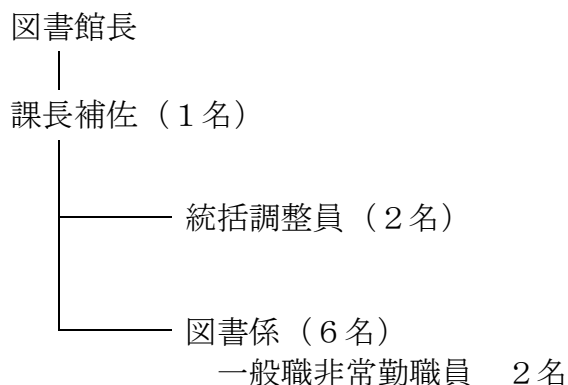 図書館長
課長補佐（１名）
統括調整員（２名）
図書係（６名）
一般職非常勤職員　２名